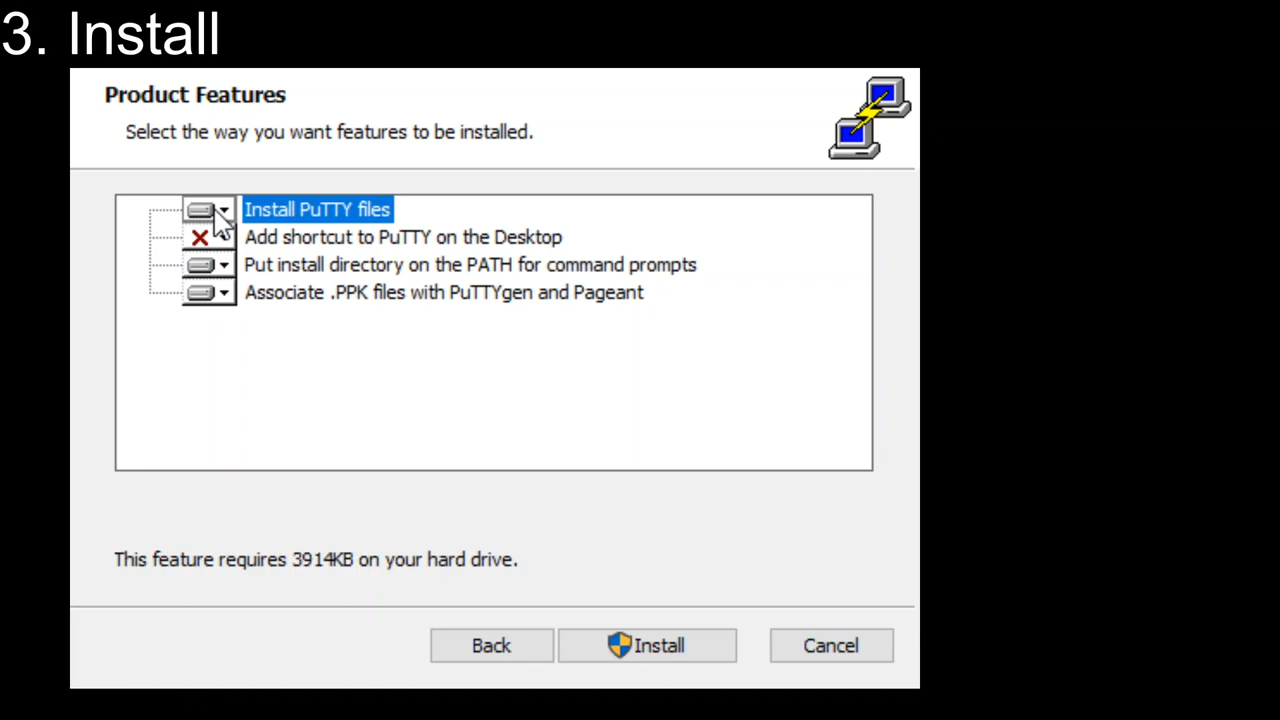 3. Install
Product Features
Select the way you want features to be installed.
Install PuTTY files
Add shortcut to PuTTY on the Desktop
Put install directory on the PATH for command prompts
Associate .PPK files with PuTTYgen and Pageant
This feature requires 3914KB on your hard drive.
Back Install Cancel